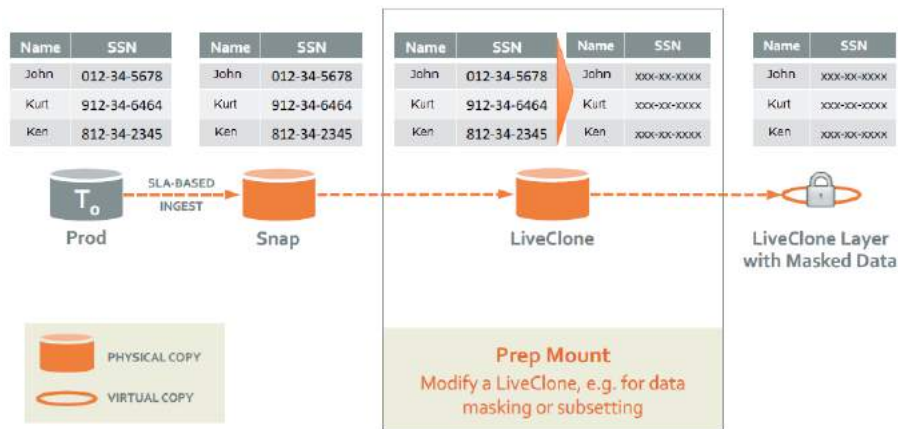 Name SSN
John 012-34-5678
Kurt 912-34-6464
Ken 812-34-2345
Name SSN
John 012-34-5678
Kurt 912-34-6464
Ken 812-34-2345
Name SSN
John 012-34-5678
Kurt 912-34-6464
Ken 812-34-2345
Name SSN
John xxx-xx-xxxx
Kurt xxx-xx-xxxx
Ken xxx-xx-xxxx
Name SSN
John xxx-xx-xxxx
Kurt xxx-xx-xxxx
Ken xxx-xx-xxxx
To
Prod
SLA-BASED
INGEST
Snap
LiveClone
LiveClone Layer
with Masked Data
PHYSICAL COPY
VIRTUAL COPY
Prep Mount
Modify a LiveClone, e.g. for data
masking or subsetting